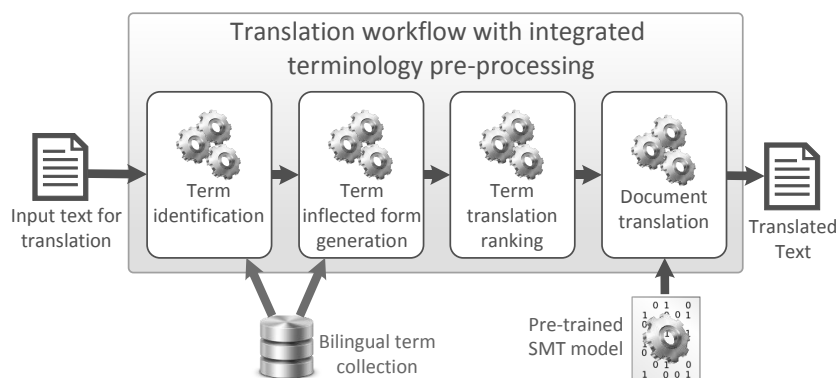 Translation workflow with integrated
terminology pre-processing
Input text for
translation
Term
identification
Term
inflected form
generation
Term
translation
ranking
Document
translation
Translated
Text
Bilingual term
collection
Pre-trained
SMT model